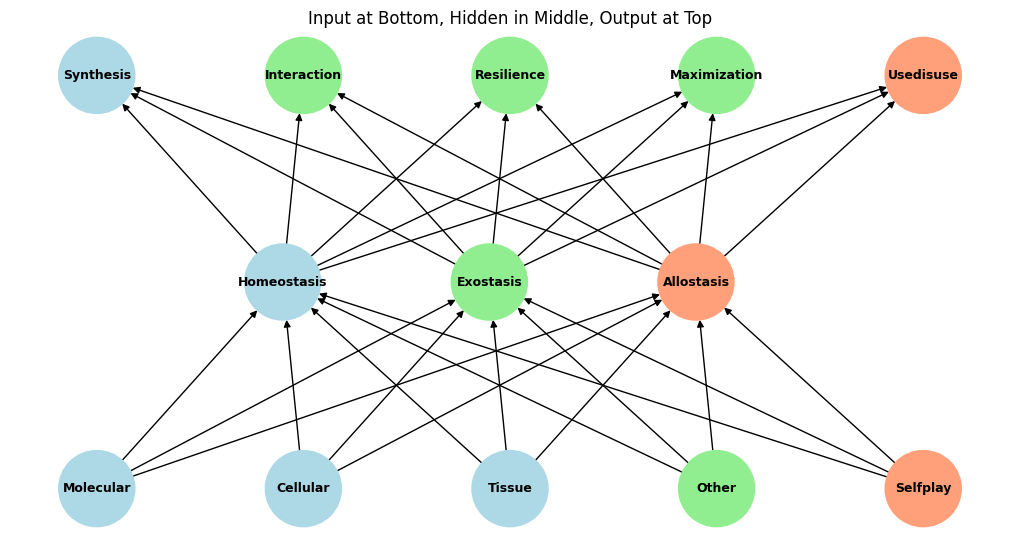 Input at Bottom, Hidden in Middle, Output at Top
Synthesis
Interaction
Resilience
Maximization
Usedisuse
Homeostasis
Exostasis
Allostasis
Molecular
Cellular
Tissue
Other
Selfplay